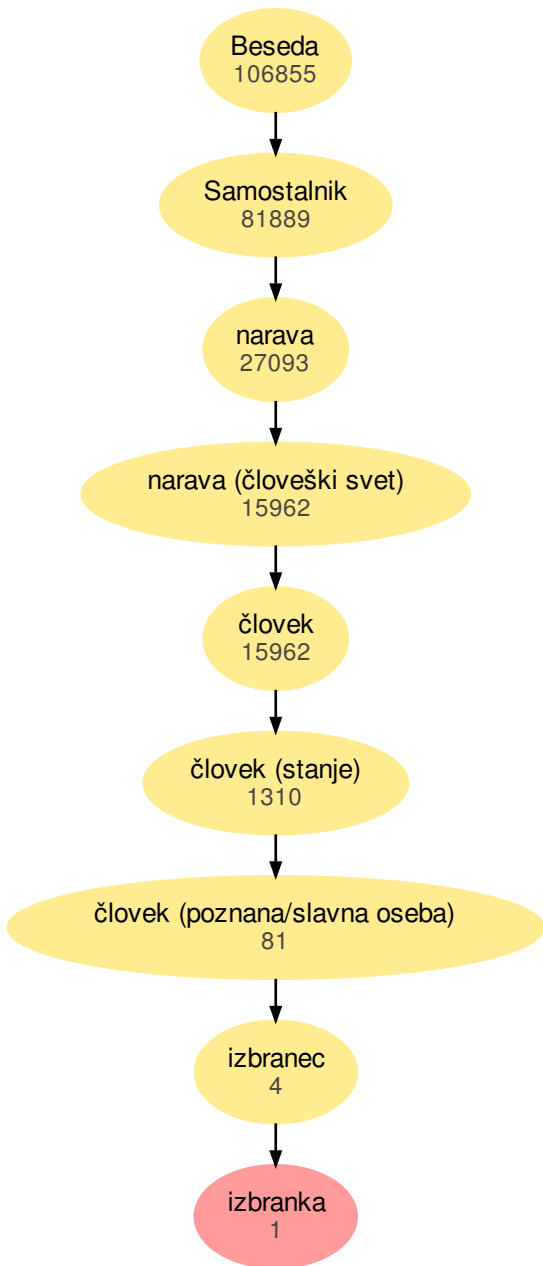 Beseda
106855
Samostalnik
81889
narava
27093
narava (človeški svet)
15962
človek
15962
človek (stanje)
1310
človek (poznana/slavna oseba)
81
izbranec
4
izbranka
1